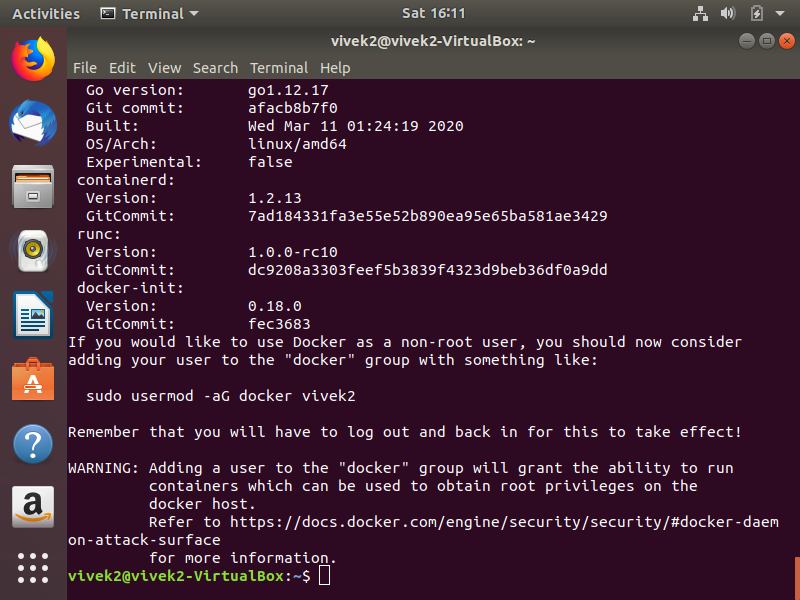 Activities Terminal Sat 16:11
vivek2@vivek2-VirtualBox: ~
File Edit View Search Terminal Help
  Go version:       go1.12.17
  Git commit:       afacb8b7f0
  Built:            Wed Mar 11 01:24:19 2020
  OS/Arch:          linux/amd64
  Experimental:     false
 containerd:
  Version:          1.2.13
  GitCommit:        7ad184331fa3e55e52b890ea95e65ba581ae3429
 runc:
  Version:          1.0.0-rc10
  GitCommit:        dc9208a3303feef5b3839f4323d9beb36df0a9dd
 docker-init:
  Version:          0.18.0
  GitCommit:        fec3683
If you would like to use Docker as a non-root user, you should now consider
adding your user to the "docker" group with something like:
  sudo usermod -aG docker vivek2
Remember that you will have to log out and back in for this to take effect!
WARNING: Adding a user to the "docker" group will grant the ability to run
         containers which can be used to obtain root privileges on the
         docker host.
         Refer to https://docs.docker.com/engine/security/security/#docker-daem
on-attack-surface
         for more information.
vivek2@vivek2-VirtualBox:~$